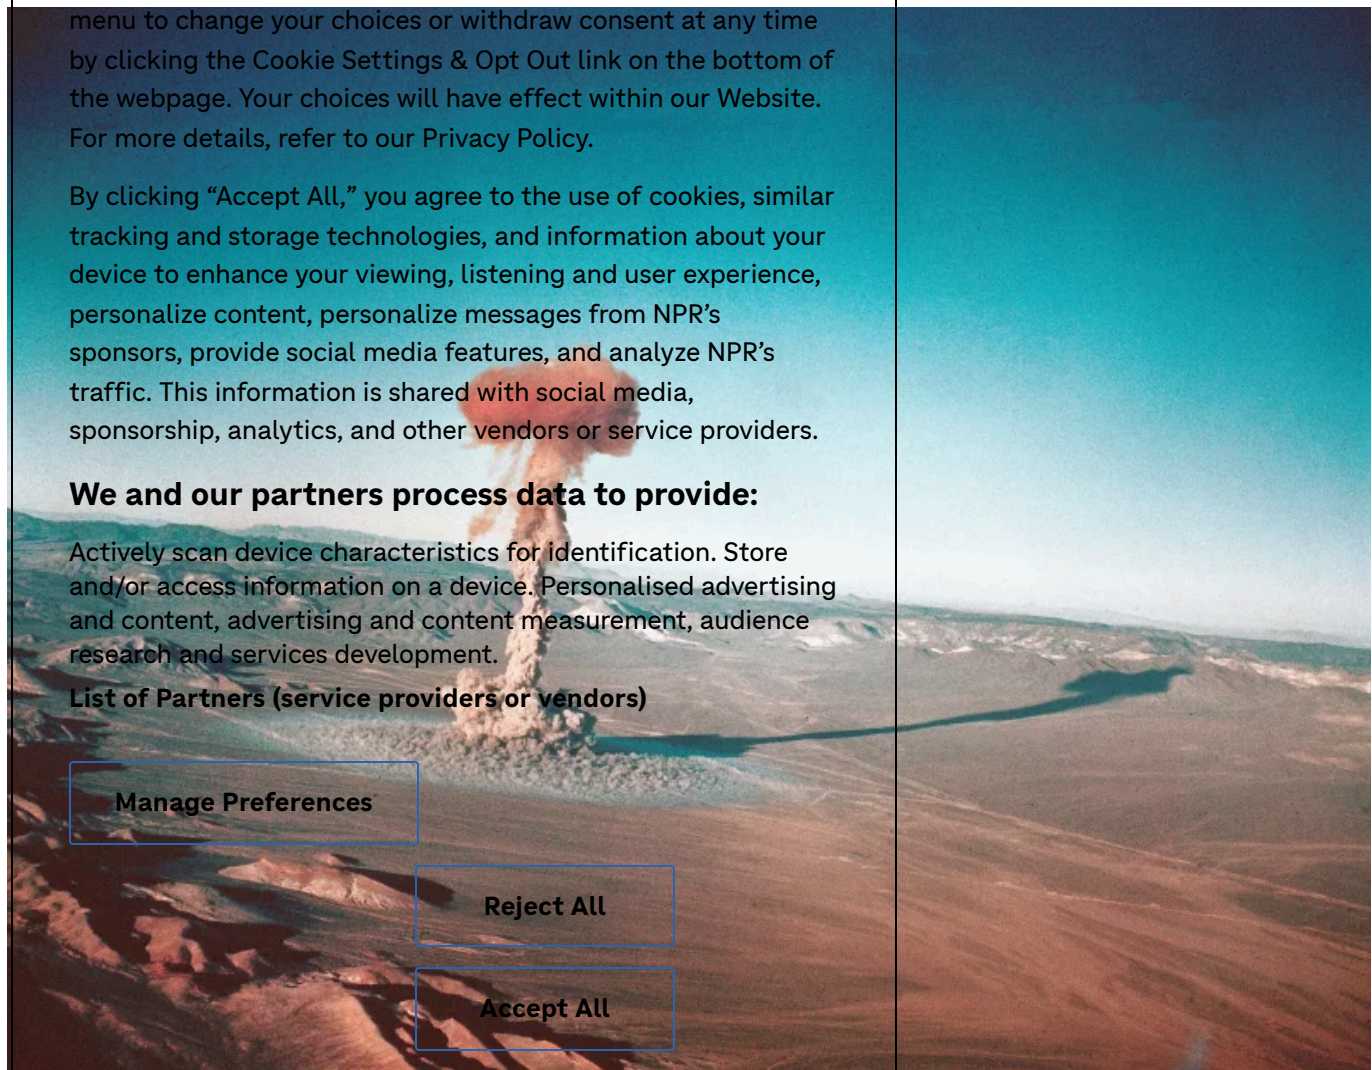 menu to change your choices or withdraw consent at any time
by clicking the Cookie Settings & Opt Out link on the bottom of
the webpage. Your choices will have effect within our Website.
For more details, refer to our Privacy Policy.
By clicking “Accept All,” you agree to the use of cookies, similar
tracking and storage technologies, and information about your
device to enhance your viewing, listening and user experience,
personalize content, personalize messages from NPR’s
sponsors, provide social media features, and analyze NPR’s
traffic. This information is shared with social media,
sponsorship, analytics, and other vendors or service providers.
We and our partners process data to provide:
Actively scan device characteristics for identification. Store
and/or access information on a device. Personalised advertising
and content, advertising and content measurement, audience
research and services development.
List of Partners (service providers or vendors)
Manage Preferences
Reject All
Accept All